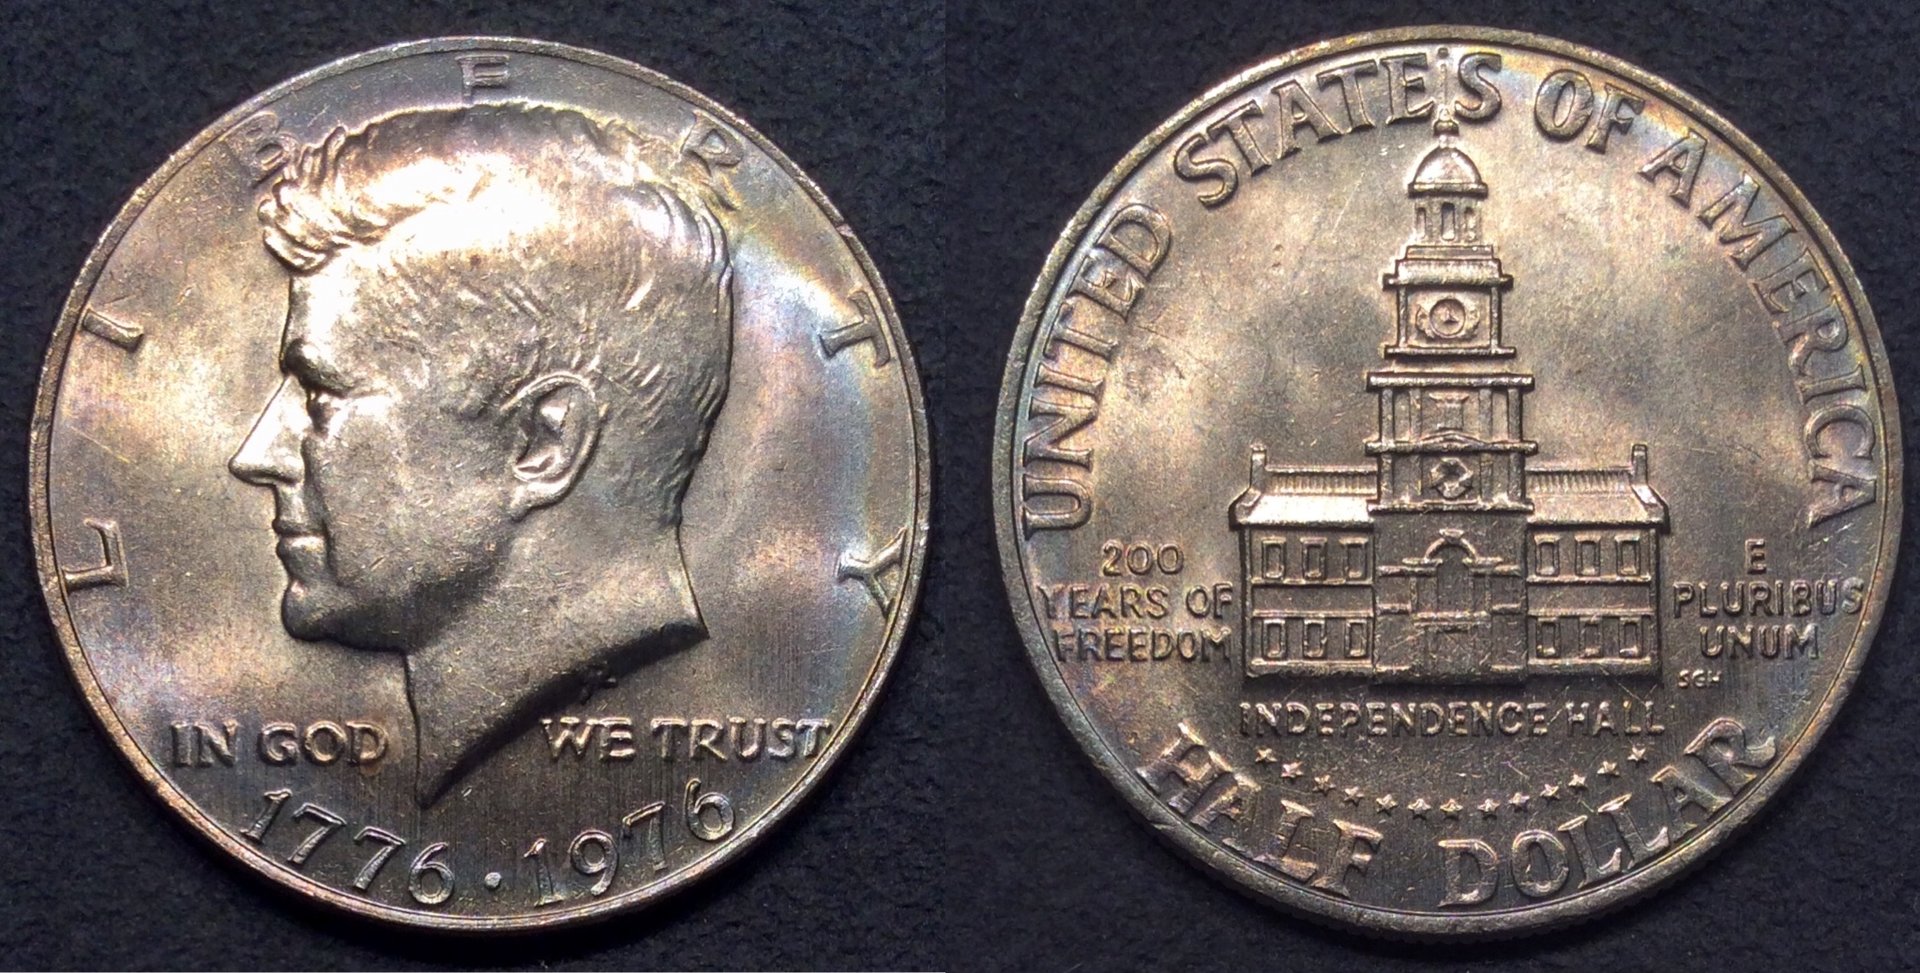 LIBERTY
IN GOD WE TRUST
1776 · 1976
UNITED STATES OF AMERICA
200
YEARS OF
FREEDOM
E
PLURIBUS
UNUM
SGH
INDEPENDENCE HALL
HALF DOLLAR